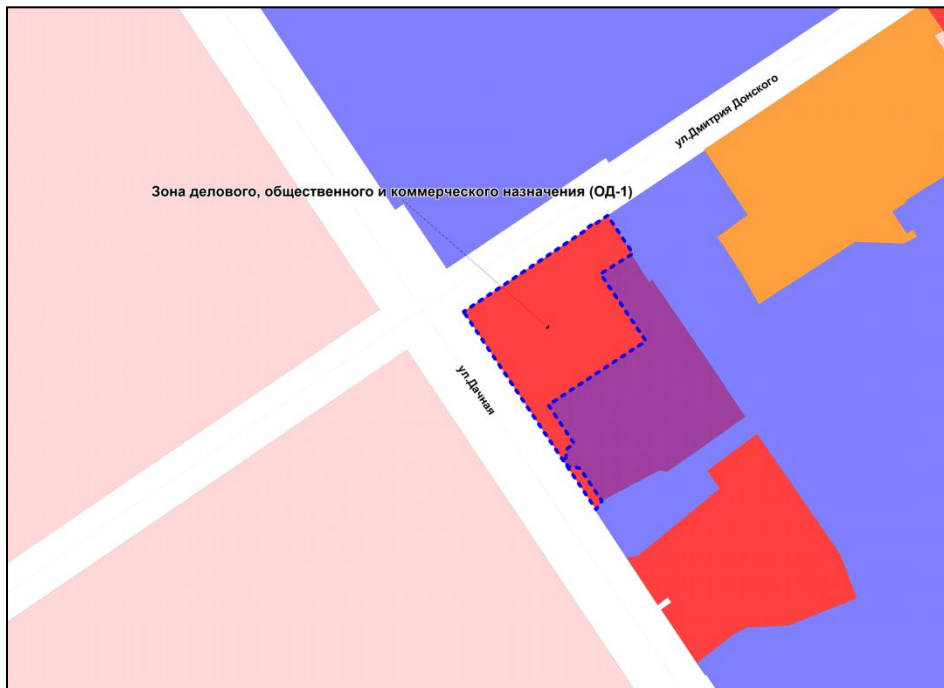 ул.Дмитрия Донского
Зона делового, общественного и коммерческого назначения (ОД-1)
ул.Дачная